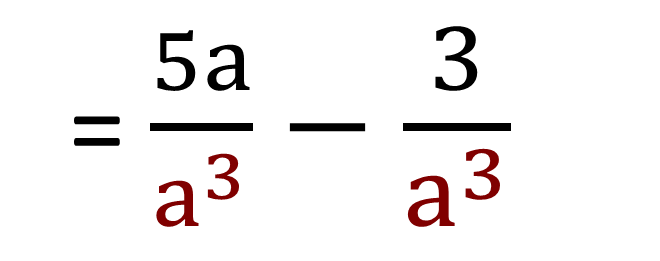 = 5a/a³ − 3/a³